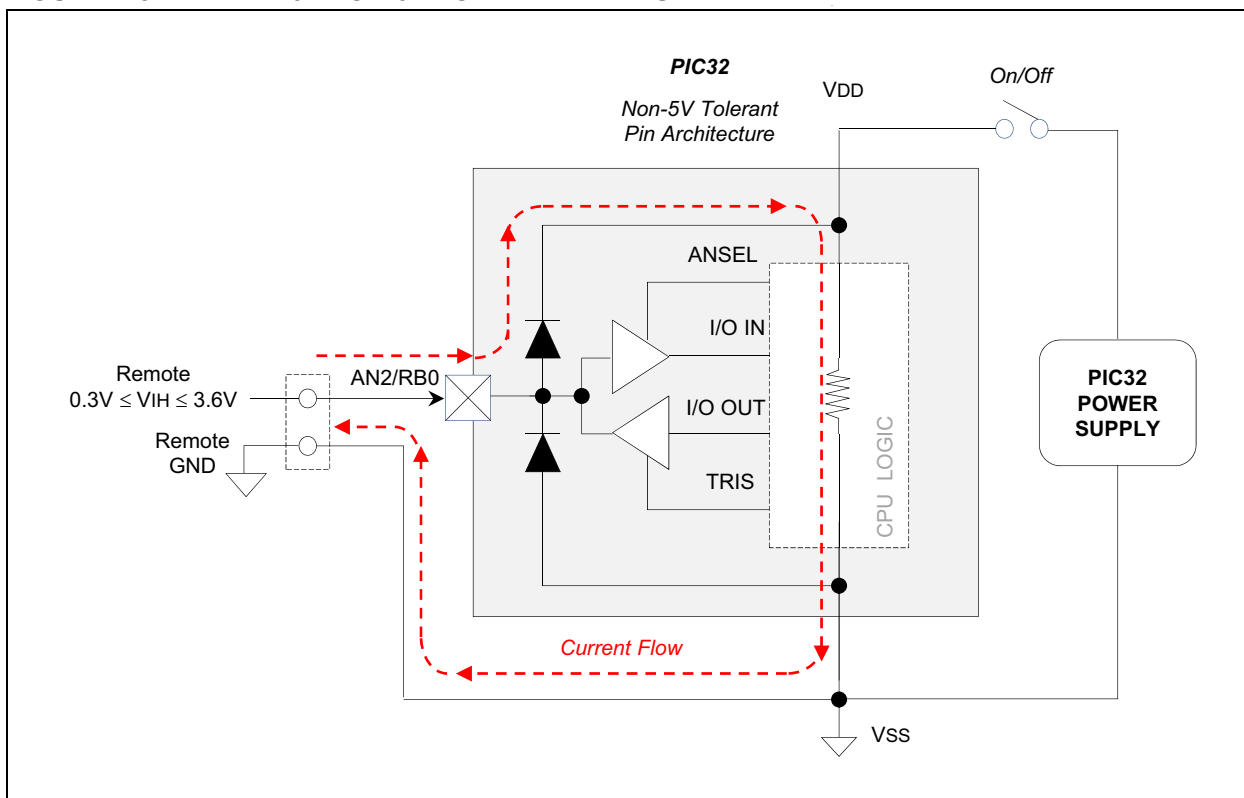 PIC32
Non-5V Tolerant
Pin Architecture
VDD
On/Off
ANSEL
I/O IN
AN2/RB0
Remote
0.3V ≤ VIH ≤ 3.6V
I/O OUT
Remote
GND
TRIS
CPU LOGIC
PIC32
POWER
SUPPLY
Current Flow
VSS